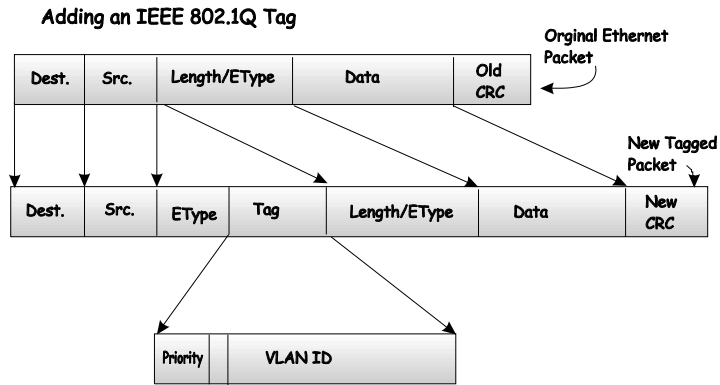 Adding an IEEE 802.1Q Tag
Orginal Ethernet
Packet
Dest. Src. Length/EType Data Old
CRC
New Tagged
Packet
Dest. Src. EType Tag Length/EType Data New
CRC
Priority VLAN ID